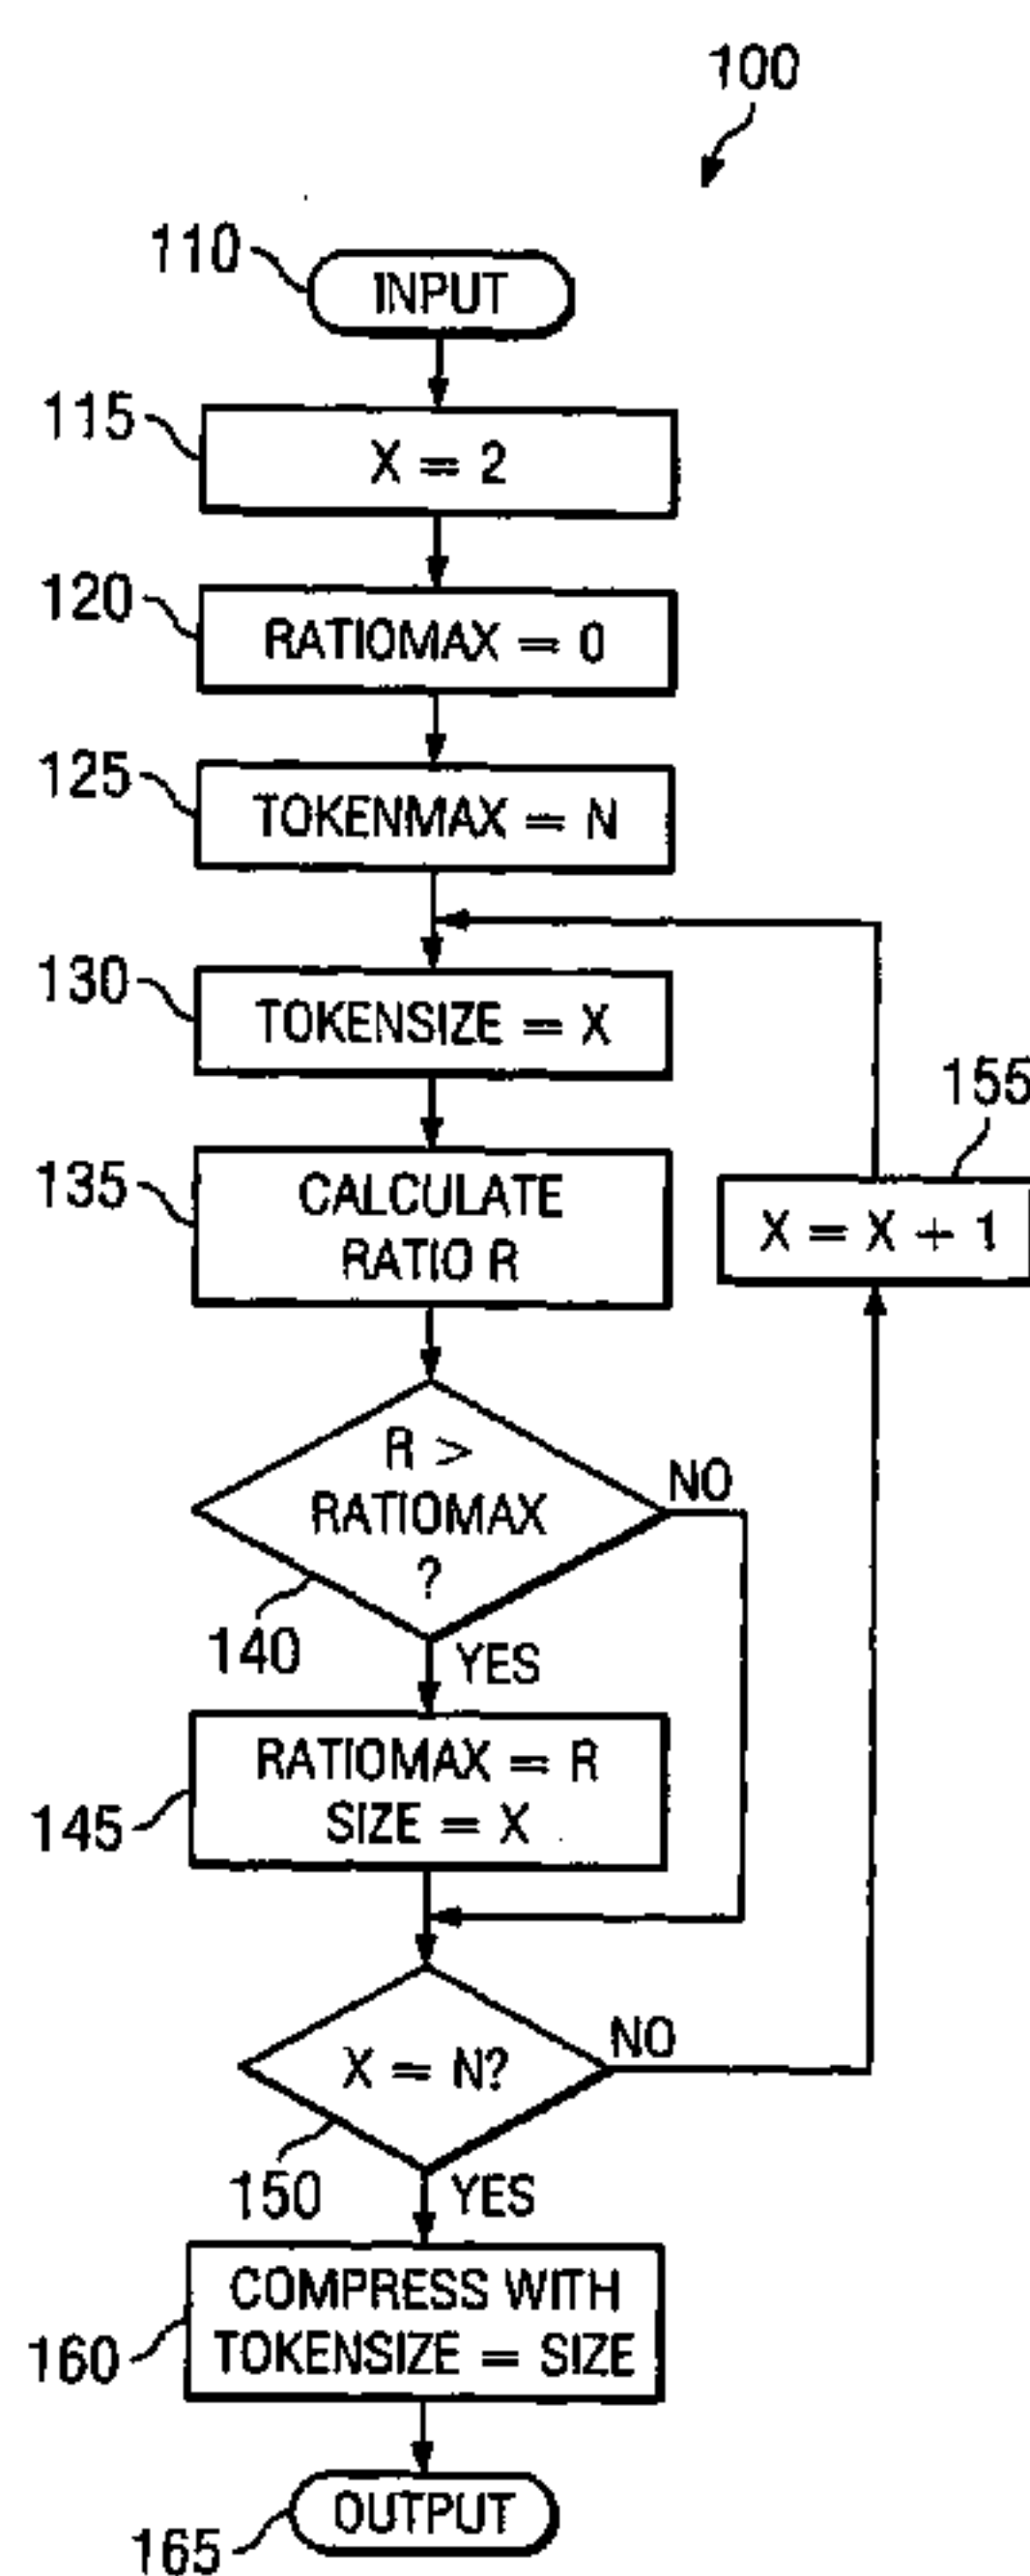 100
110
INPUT
115
X = 2
120
RATIOMAX = 0
125
TOKENMAX = N
130
TOKENSIZE = X
135
CALCULATE
RATIO R
155
X = X + 1
R >
RATIOMAX
?
NO
140
YES
RATIOMAX = R
SIZE = X
145
X = N?
NO
150
YES
COMPRESS WITH
TOKENSIZE = SIZE
160
OUTPUT
165